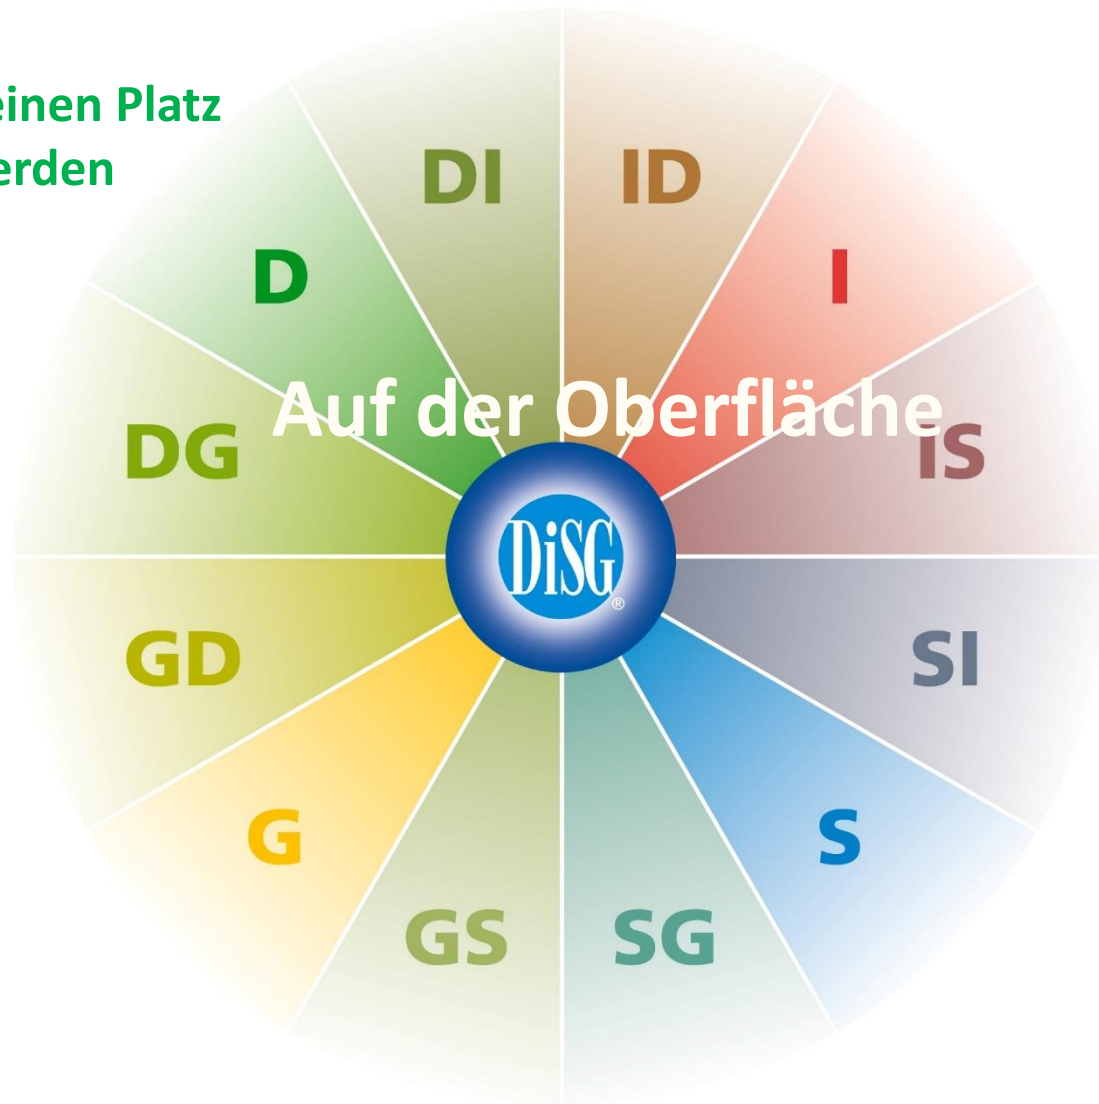 einen Platz
erden
DI ID
D I
Auf der Oberfläche
DG IS
DiSG®
GD SI
G S
GS SG